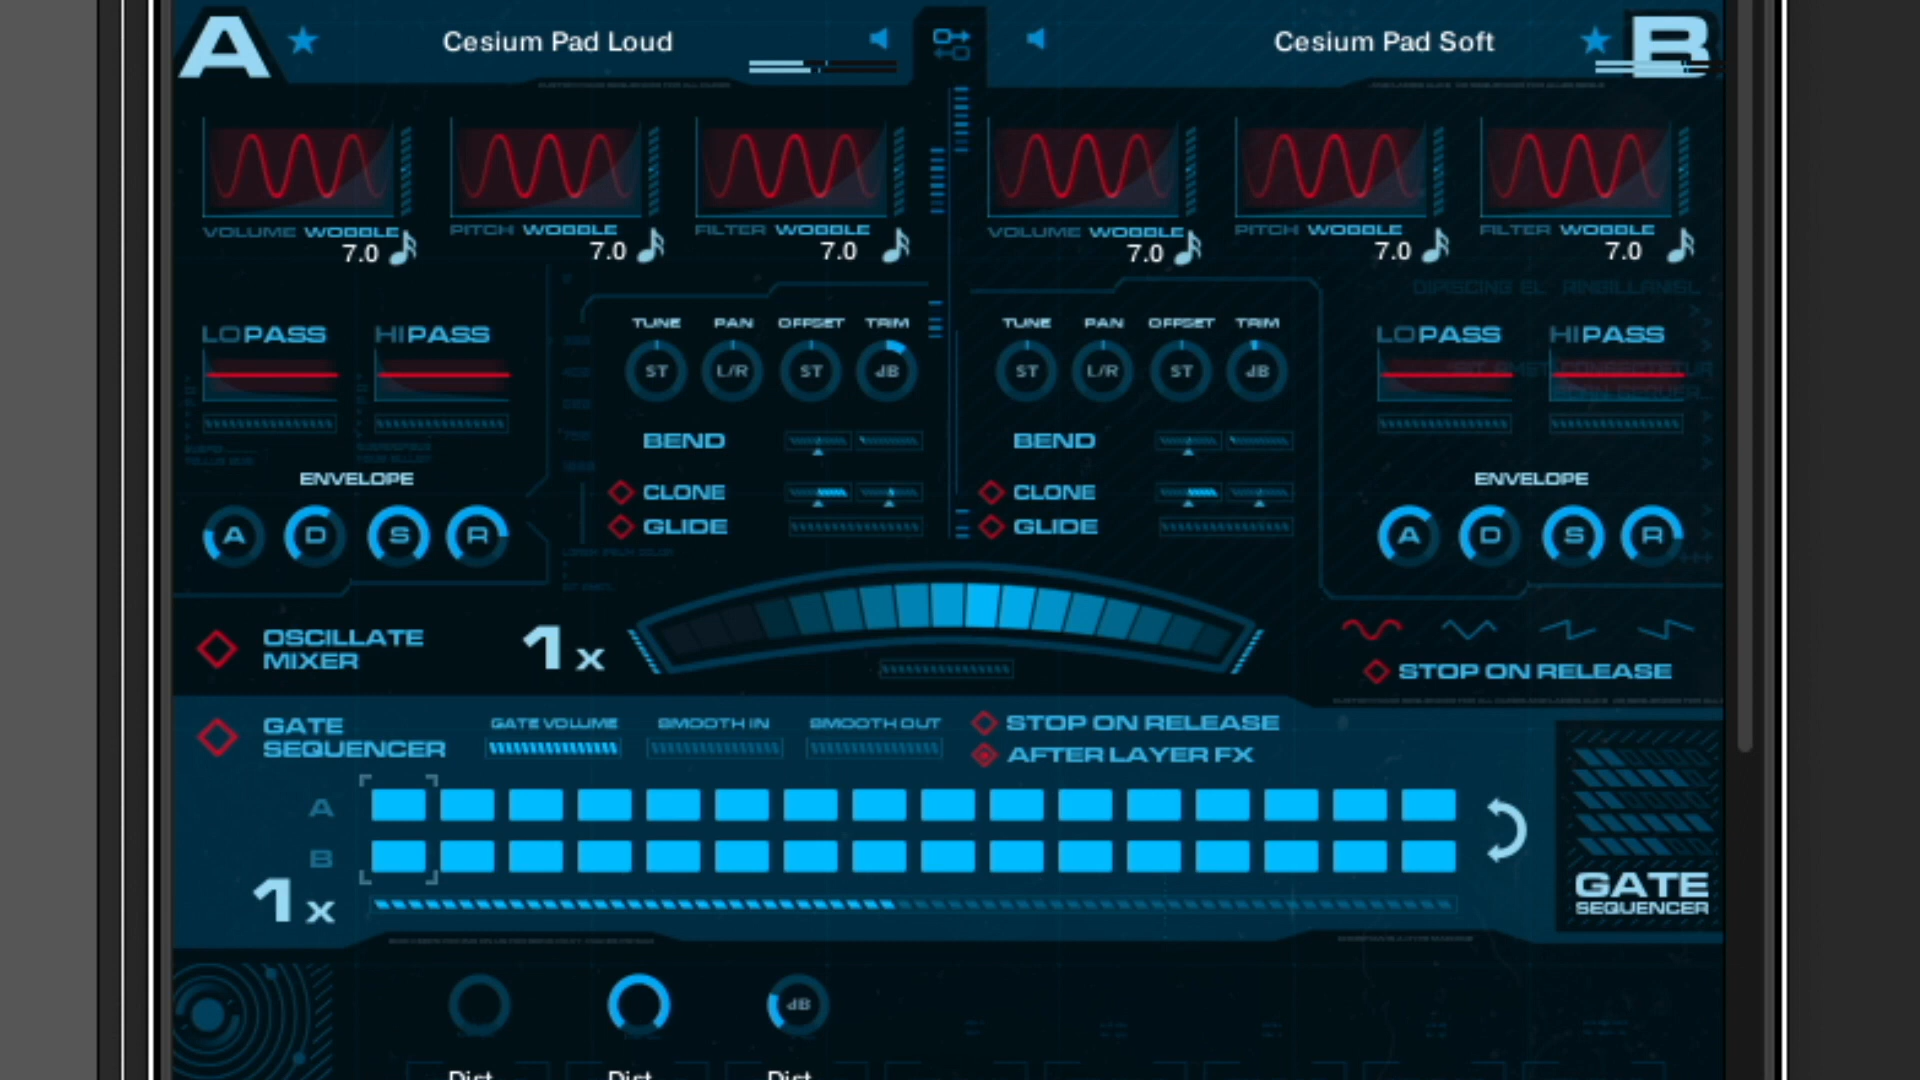 A
Cesium Pad Loud
Cesium Pad Soft
B
VOLUME WOBBLE
7.0
PITCH WOBBLE
7.0
FILTER WOBBLE
7.0
VOLUME WOBBLE
7.0
PITCH WOBBLE
7.0
FILTER WOBBLE
7.0
LOPASS
HIPASS
TUNE PAN OFFSET TRIM
ST L/R ST dB
BEND
CLONE
GLIDE
TUNE PAN OFFSET TRIM
ST L/R ST dB
BEND
CLONE
GLIDE
LOPASS
HIPASS
ENVELOPE
A D S R
ENVELOPE
A D S R
OSCILLATE
MIXER
1x
STOP ON RELEASE
GATE
SEQUENCER
GATE VOLUME
SMOOTH IN
SMOOTH OUT
STOP ON RELEASE
AFTER LAYER FX
A
B
1x
GATE
SEQUENCER
dB
Dist
Dist
Dist